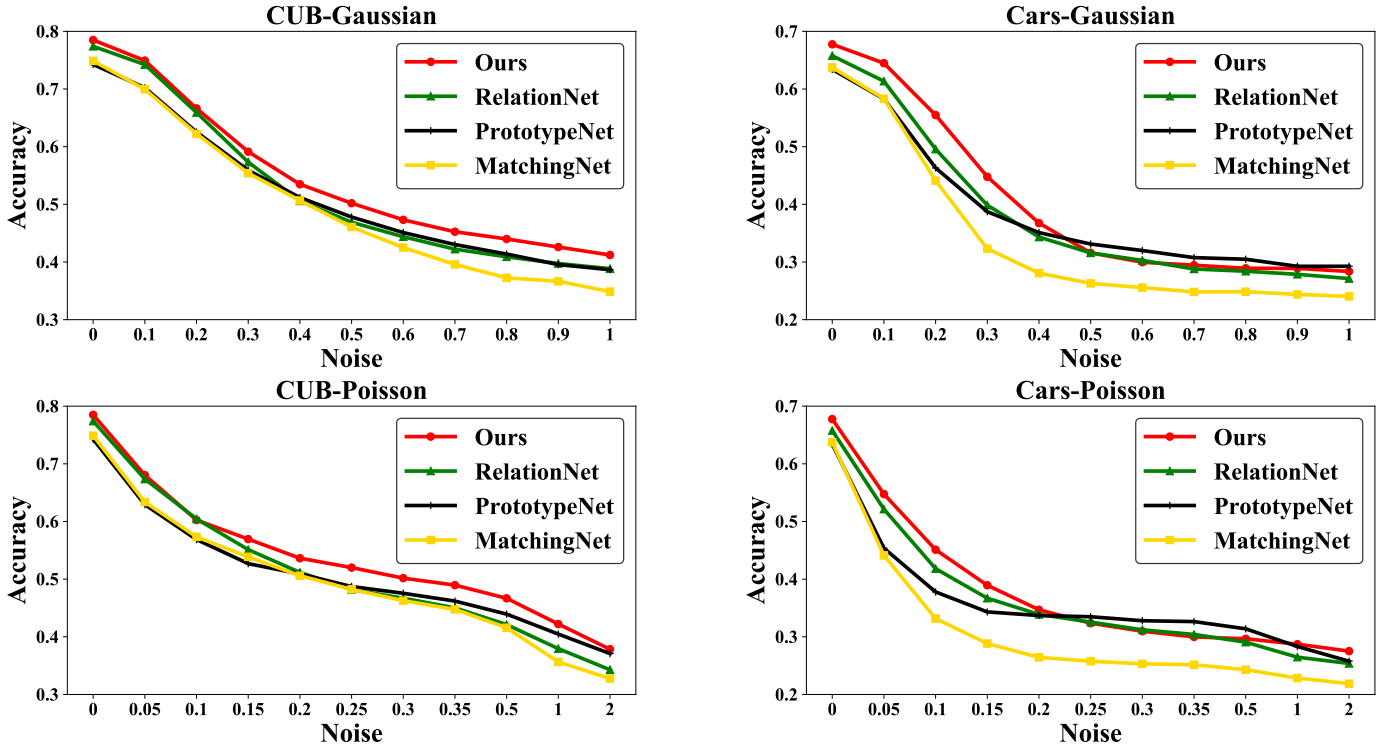 CUB-Gaussian
Accuracy
0.8
0.7
0.6
0.5
0.4
0.3
Ours
RelationNet
PrototypeNet
MatchingNet
0 0.1 0.2 0.3 0.4 0.5 0.6 0.7 0.8 0.9 1
Noise
Cars-Gaussian
Accuracy
0.7
0.6
0.5
0.4
0.3
0.2
Ours
RelationNet
PrototypeNet
MatchingNet
0 0.1 0.2 0.3 0.4 0.5 0.6 0.7 0.8 0.9 1
Noise
CUB-Poisson
Accuracy
0.8
0.7
0.6
0.5
0.4
0.3
Ours
RelationNet
PrototypeNet
MatchingNet
0 0.05 0.1 0.15 0.2 0.25 0.3 0.35 0.5 1 2
Noise
Cars-Poisson
Accuracy
0.7
0.6
0.5
0.4
0.3
0.2
Ours
RelationNet
PrototypeNet
MatchingNet
0 0.05 0.1 0.15 0.2 0.25 0.3 0.35 0.5 1 2
Noise